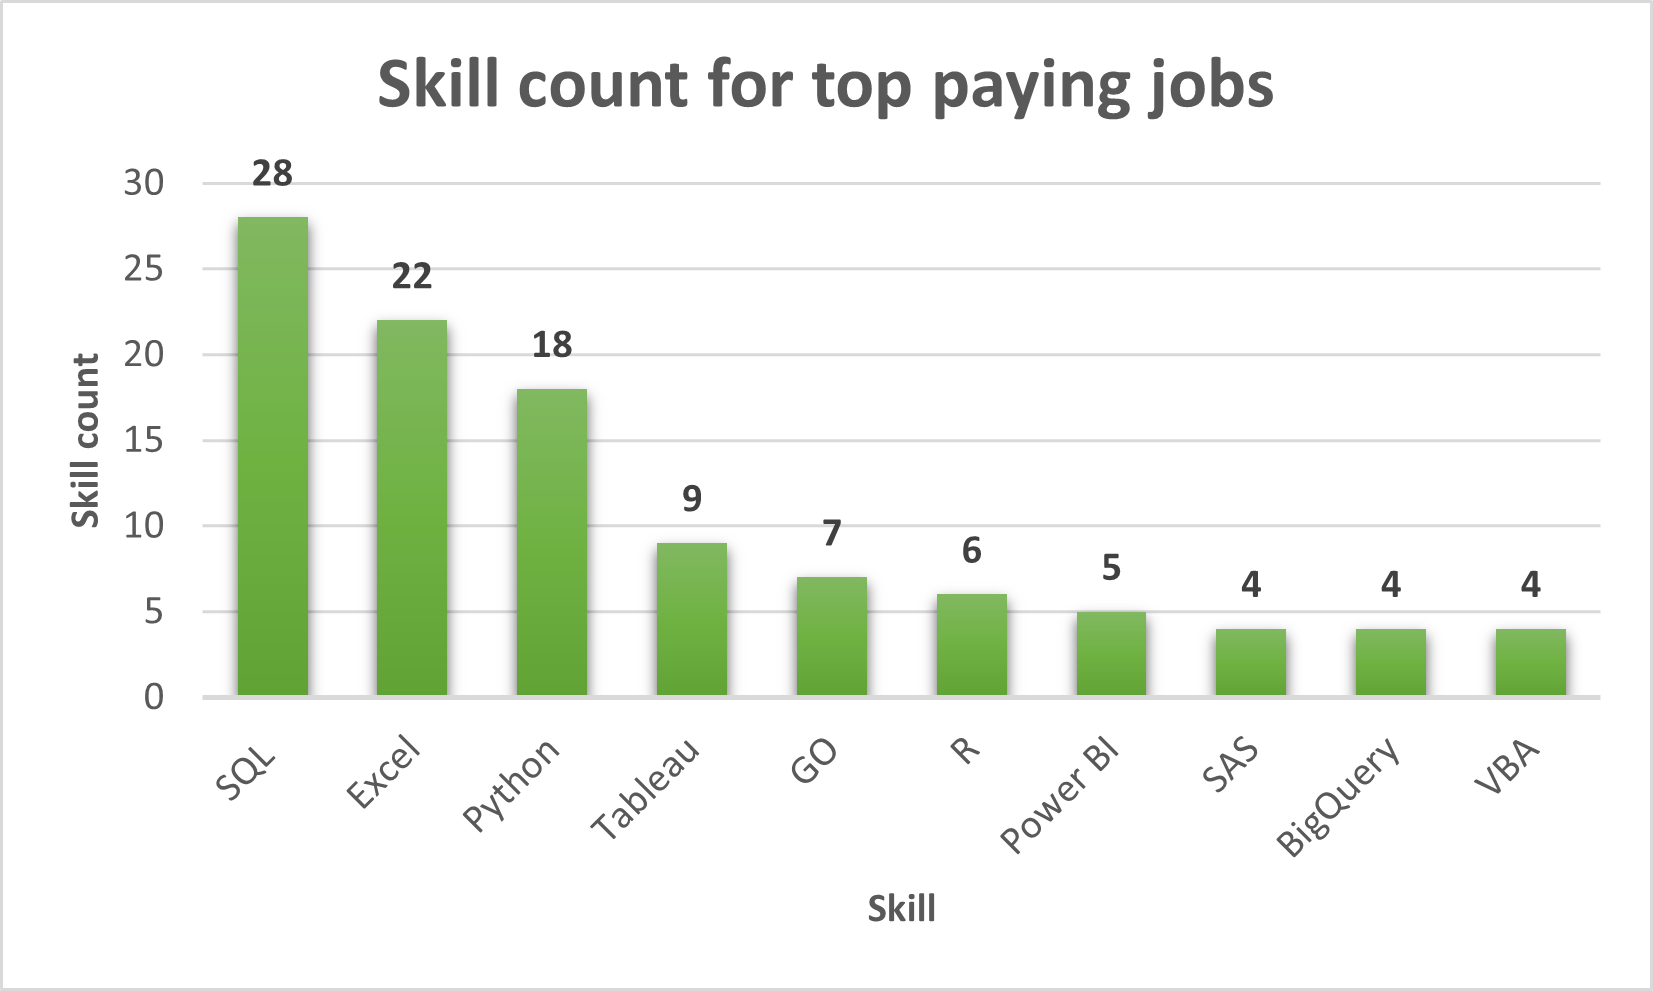 Skill count for top paying jobs
Skill count
30
25
20
15
10
5
0
28
22
18
9
7
6
5
4
4
4
SQL
Excel
Python
Tableau
GO
R
Power BI
SAS
BigQuery
VBA
Skill